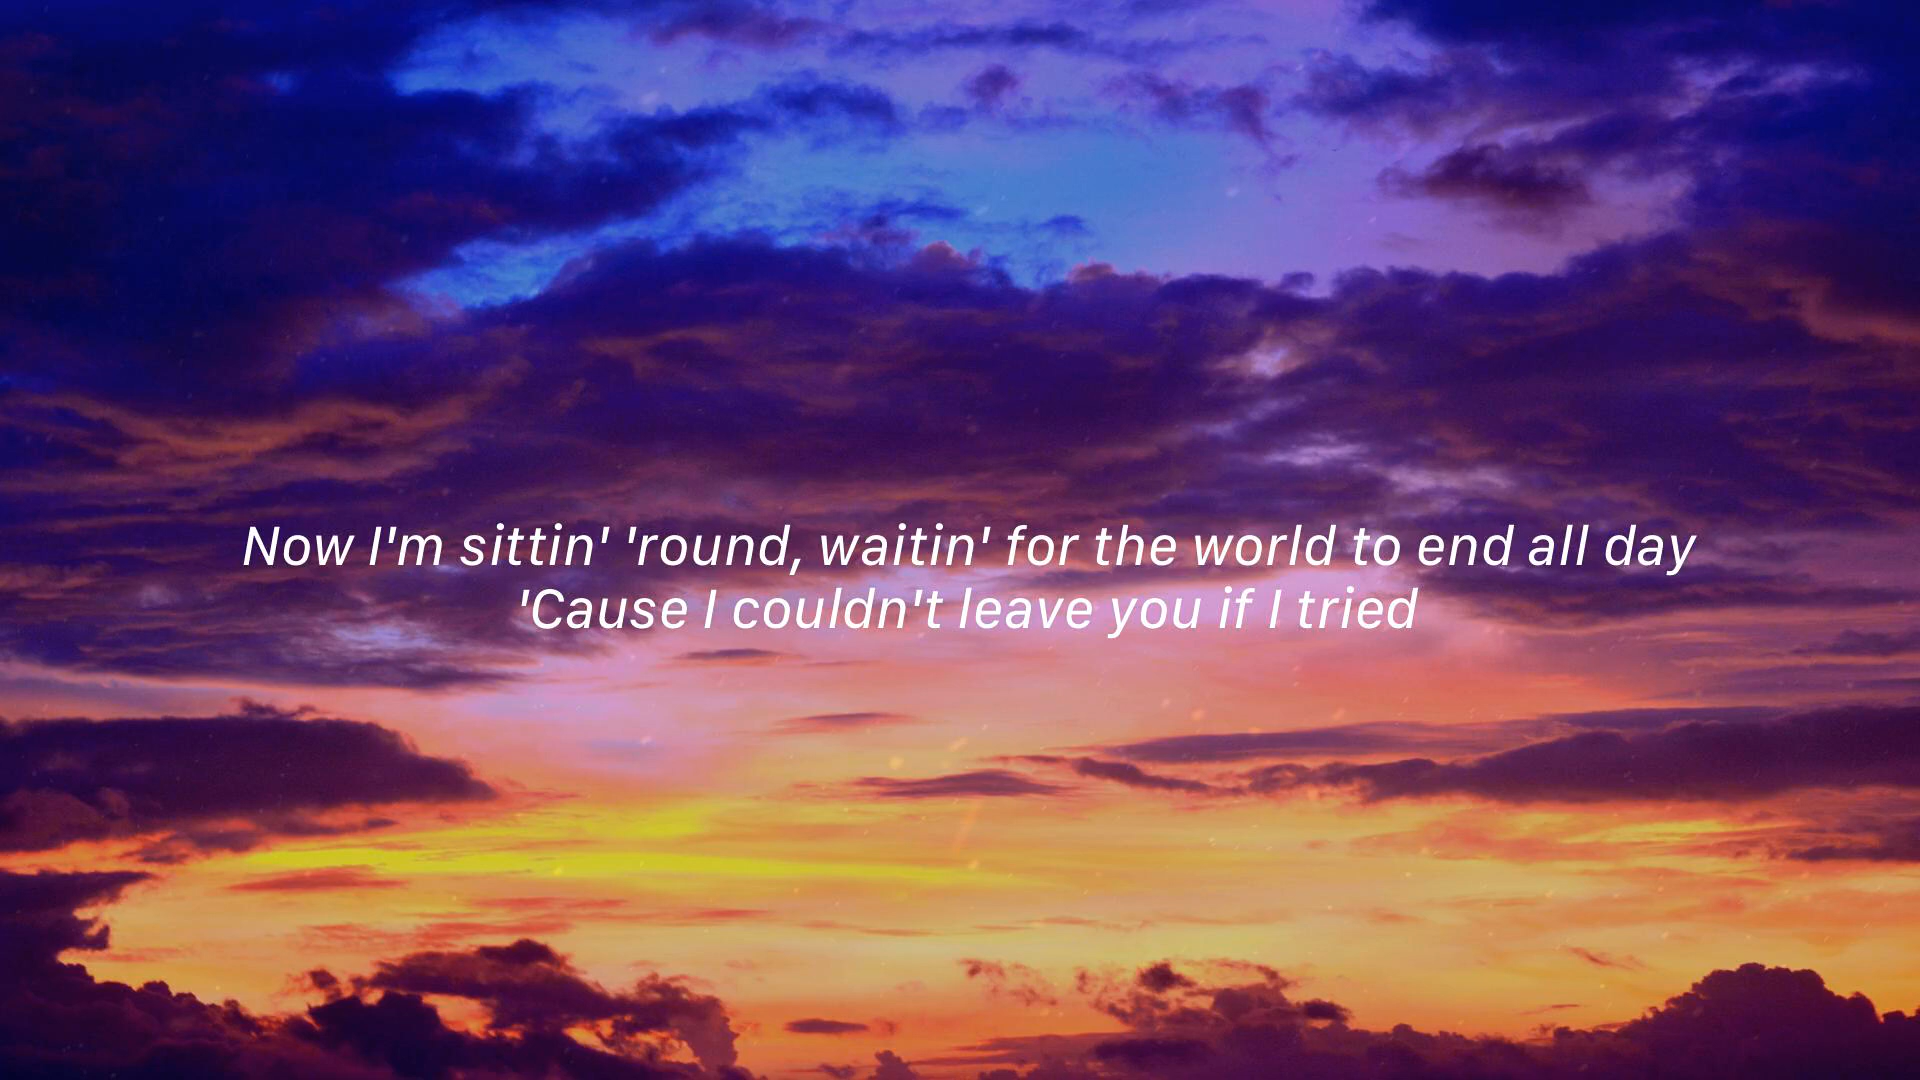 Now I'm sittin' 'round, waitin' for the world to end all day
'Cause I couldn't leave you if I tried